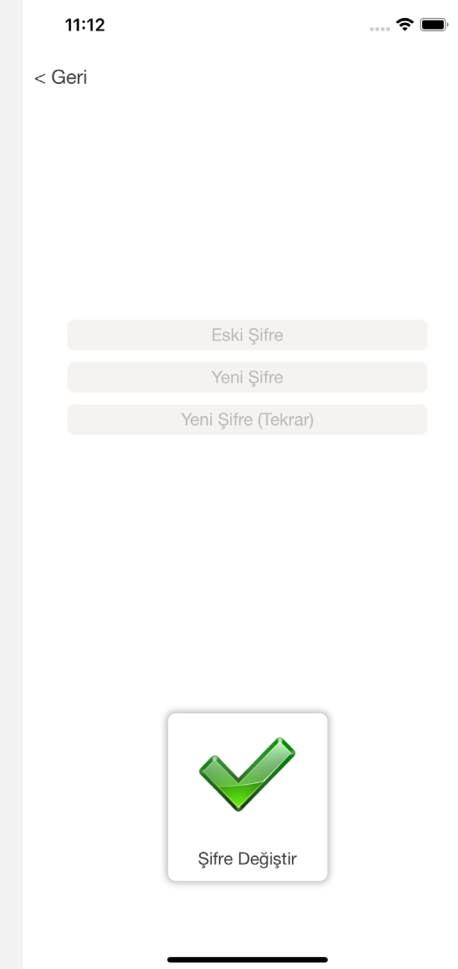 11:12
< Geri
Eski Şifre
Yeni Şifre
Yeni Şifre (Tekrar)
Şifre Değiştir